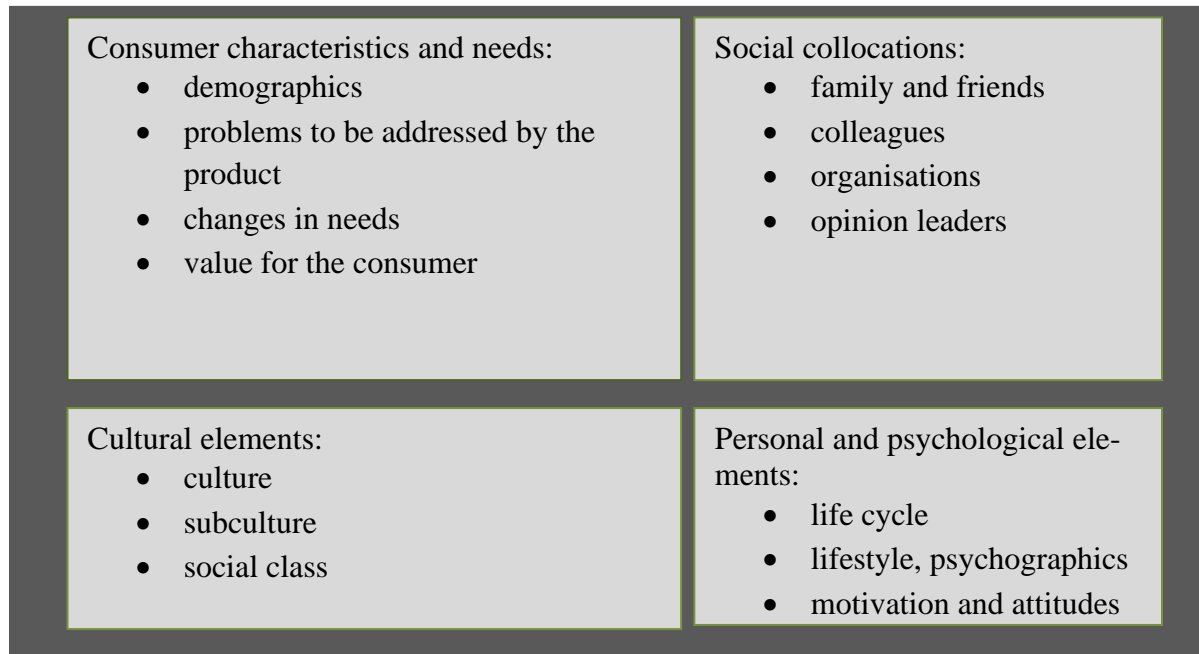 Consumer characteristics and needs:
• demographics
• problems to be addressed by the
product
• changes in needs
• value for the consumer
Social collocations:
• family and friends
• colleagues
• organisations
• opinion leaders
Cultural elements:
• culture
• subculture
• social class
Personal and psychological ele-
ments:
• life cycle
• lifestyle, psychographics
• motivation and attitudes